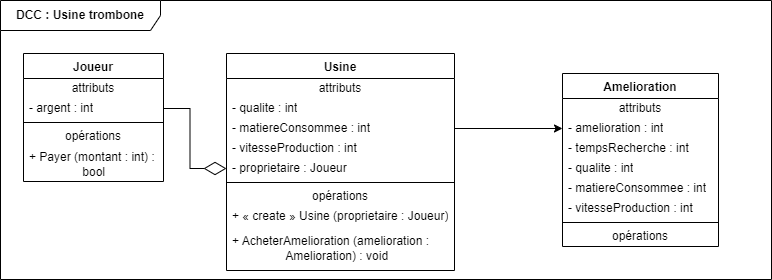 DCC : Usine trombone
Joueur
attributs
- argent : int
opérations
+ Payer (montant : int) :
bool
Usine
attributs
- qualite : int
- matiereConsommee : int
- vitesseProduction : int
- proprietaire : Joueur
opérations
+ « create » Usine (proprietaire : Joueur)
+ AcheterAmelioration (amelioration :
Amelioration) : void
Amelioration
attributs
- amelioration : int
- tempsRecherche : int
- qualite : int
- matiereConsommee : int
- vitesseProduction : int
opérations